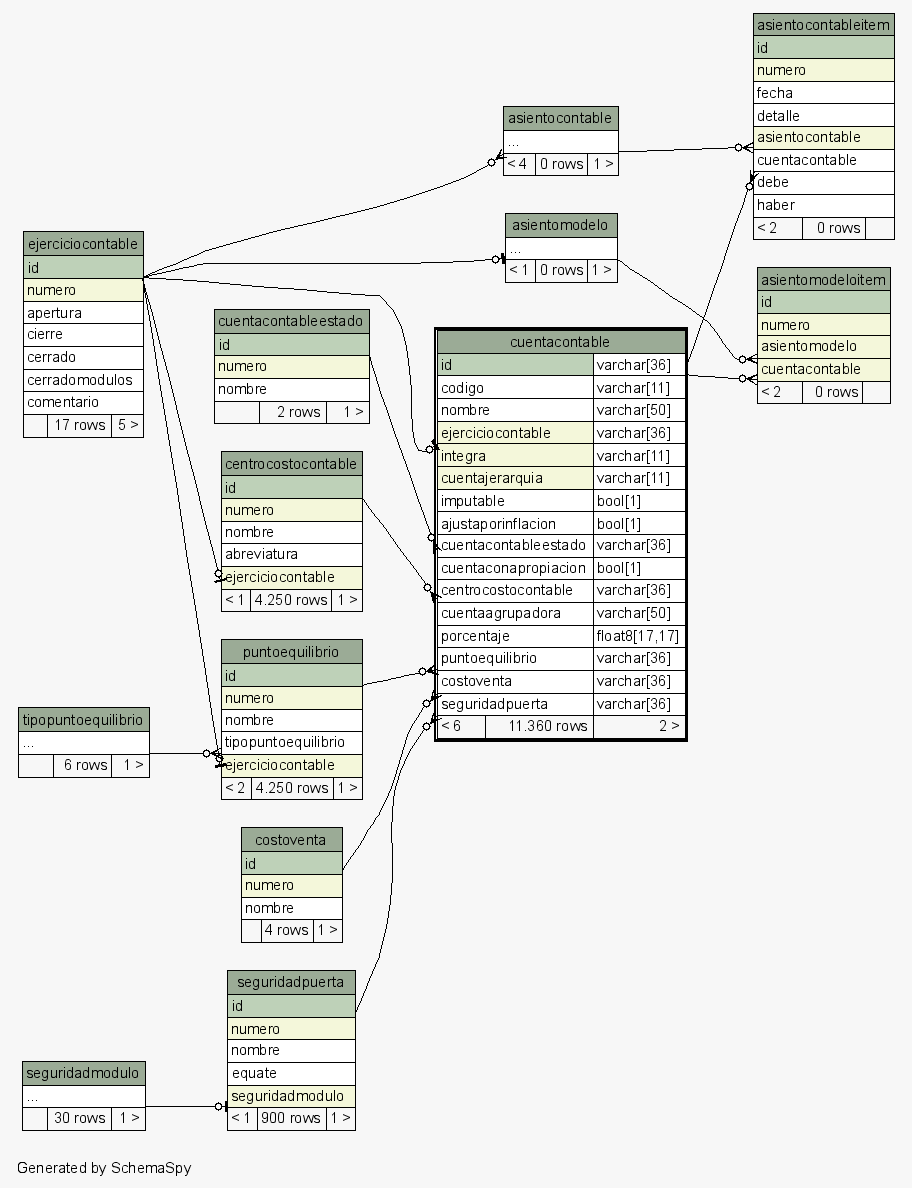 asientocontableitem
id
numero
fecha
detalle
asientocontable
cuentacontable
debe
haber
< 2 0 rows
asientocontable
...
< 4 0 rows 1 >
asientomodelo
...
< 1 0 rows 1 >
asientomodeloitem
id
numero
asientomodelo
cuentacontable
< 2 0 rows
ejerciciocontable
id
numero
apertura
cierre
cerrado
cerradomodulos
comentario
17 rows 5 >
cuentacontableestado
id
numero
nombre
2 rows 1 >
cuentacontable
id varchar[36]
codigo varchar[11]
nombre varchar[50]
ejerciciocontable varchar[36]
integra varchar[11]
cuentajerarquia varchar[11]
imputable bool[1]
ajustaporinflacion bool[1]
cuentacontableestado varchar[36]
cuentaconapropiacion bool[1]
centrocostocontable varchar[36]
cuentaagrupadora varchar[50]
porcentaje float8[17,17]
puntoequilibrio varchar[36]
costoventa varchar[36]
seguridadpuerta varchar[36]
< 6 11.360 rows 2 >
centrocostocontable
id
numero
nombre
abreviatura
ejerciciocontable
< 1 4.250 rows 1 >
puntoequilibrio
id
numero
nombre
tipopuntoequilibrio
ejerciciocontable
< 2 4.250 rows 1 >
tipopuntoequilibrio
...
6 rows 1 >
costoventa
id
numero
nombre
4 rows 1 >
seguridadpuerta
id
numero
nombre
equate
seguridadmodulo
< 1 900 rows 1 >
seguridadmodulo
...
30 rows 1 >
Generated by SchemaSpy